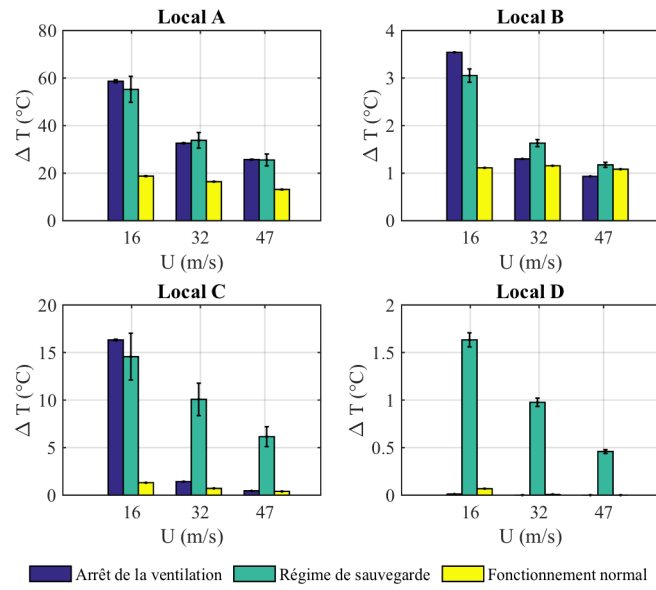 Local A
Local B
80
60
40
20
0
Δ T (°C)
16
32
47
U (m/s)
4
3
2
1
0
Δ T (°C)
16
32
47
U (m/s)
Local C
Local D
20
15
10
5
0
Δ T (°C)
16
32
47
U (m/s)
2
1.5
1
0.5
0
Δ T (°C)
16
32
47
U (m/s)
Arrêt de la ventilation
Régime de sauvegarde
Fonctionnement normal